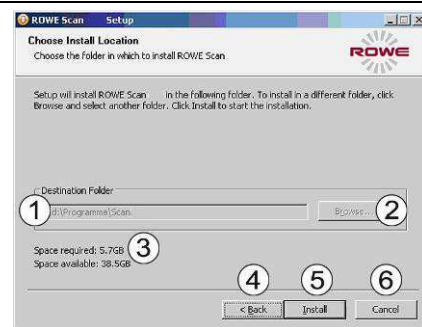 ROWE Scan Setup
Choose Install Location
Choose the folder in which to install ROWE Scan
ROWE
Setup will install ROWE Scan in the following folder. To install in a different folder, click
Browse and select another folder. Click Install to start the installation.
Destination Folder
1 d:\Programme\Scan
Browse... 2
Space required: 5.7GB 3
Space available: 38.5GB
4 5 6
< Back Install Cancel